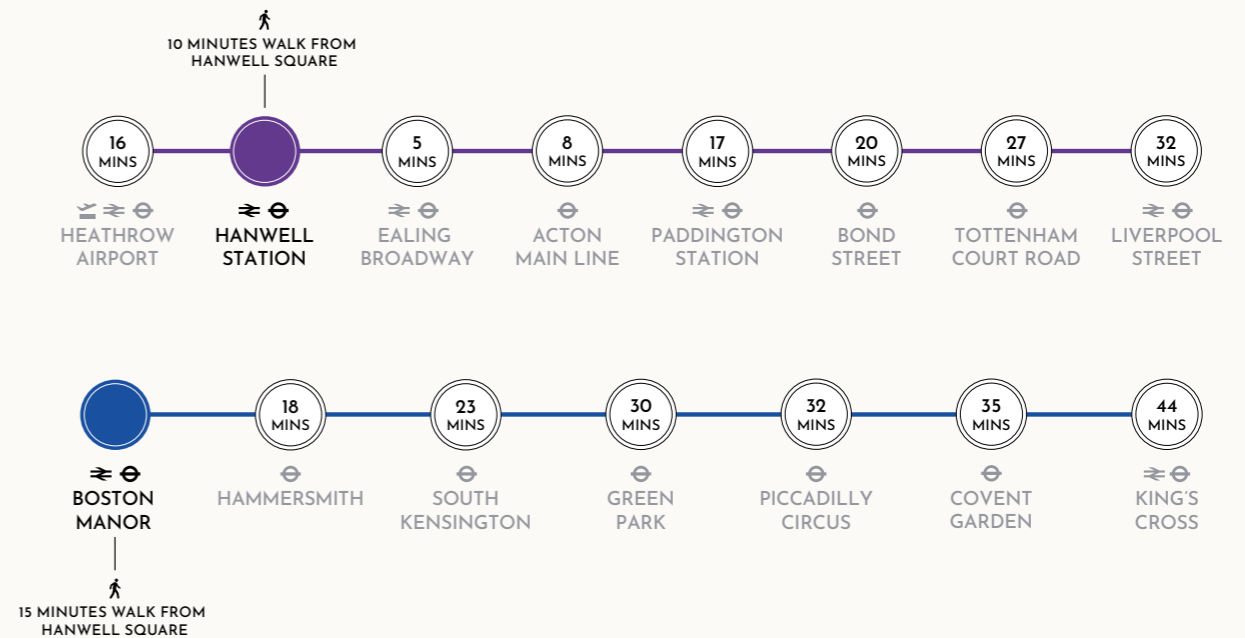 10 MINUTES WALK FROM
HANWELL SQUARE
16
MINS
5
MINS
8
MINS
17
MINS
20
MINS
27
MINS
32
MINS
HEATHROW
AIRPORT
HANWELL
STATION
EALING
BROADWAY
ACTON
MAIN LINE
PADDINGTON
STATION
BOND
STREET
TOTTENHAM
COURT ROAD
LIVERPOOL
STREET
18
MINS
23
MINS
30
MINS
32
MINS
35
MINS
44
MINS
BOSTON
MANOR
HAMMERSMITH
SOUTH
KENSINGTON
GREEN
PARK
PICCADILLY
CIRCUS
COVENT
GARDEN
KING'S
CROSS
15 MINUTES WALK FROM
HANWELL SQUARE